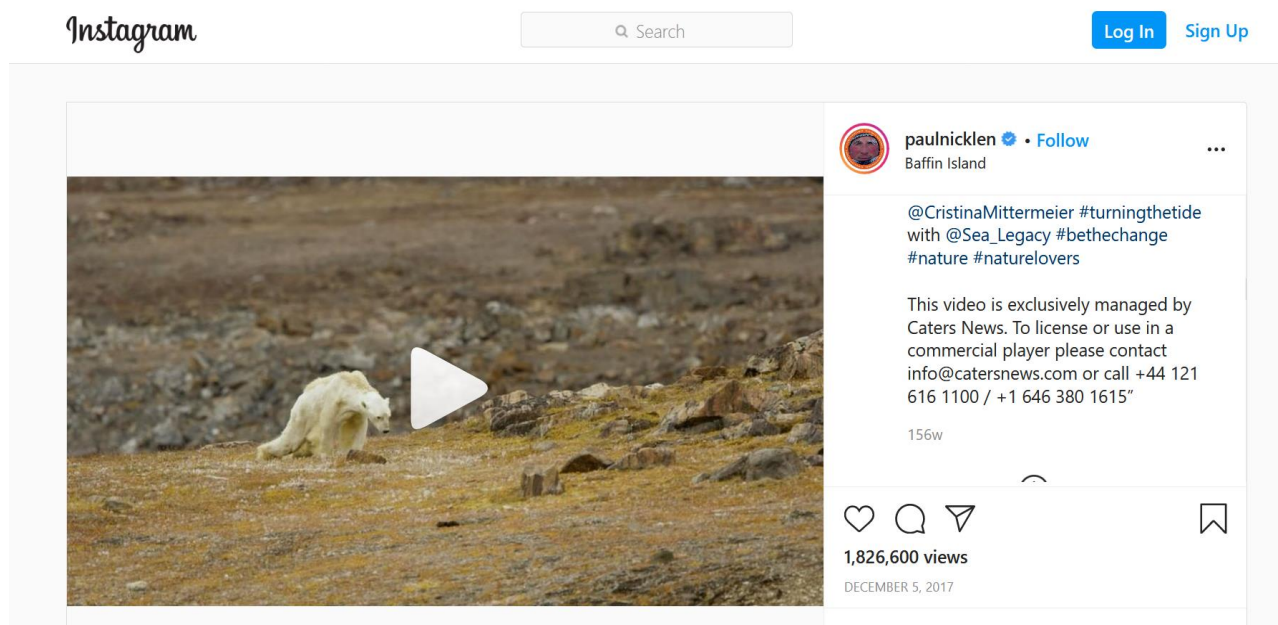 Instagram
Search
Log In
Sign Up
paulnicklen • Follow
Baffin Island
@CristinaMittermeier #turningthetide
with @Sea_Legacy #bethechange
#nature #naturelovers
This video is exclusively managed by
Caters News. To license or use in a
commercial player please contact
info@catersnews.com or call +44 121
616 1100 / +1 646 380 1615”
156w
1,826,600 views
DECEMBER 5, 2017